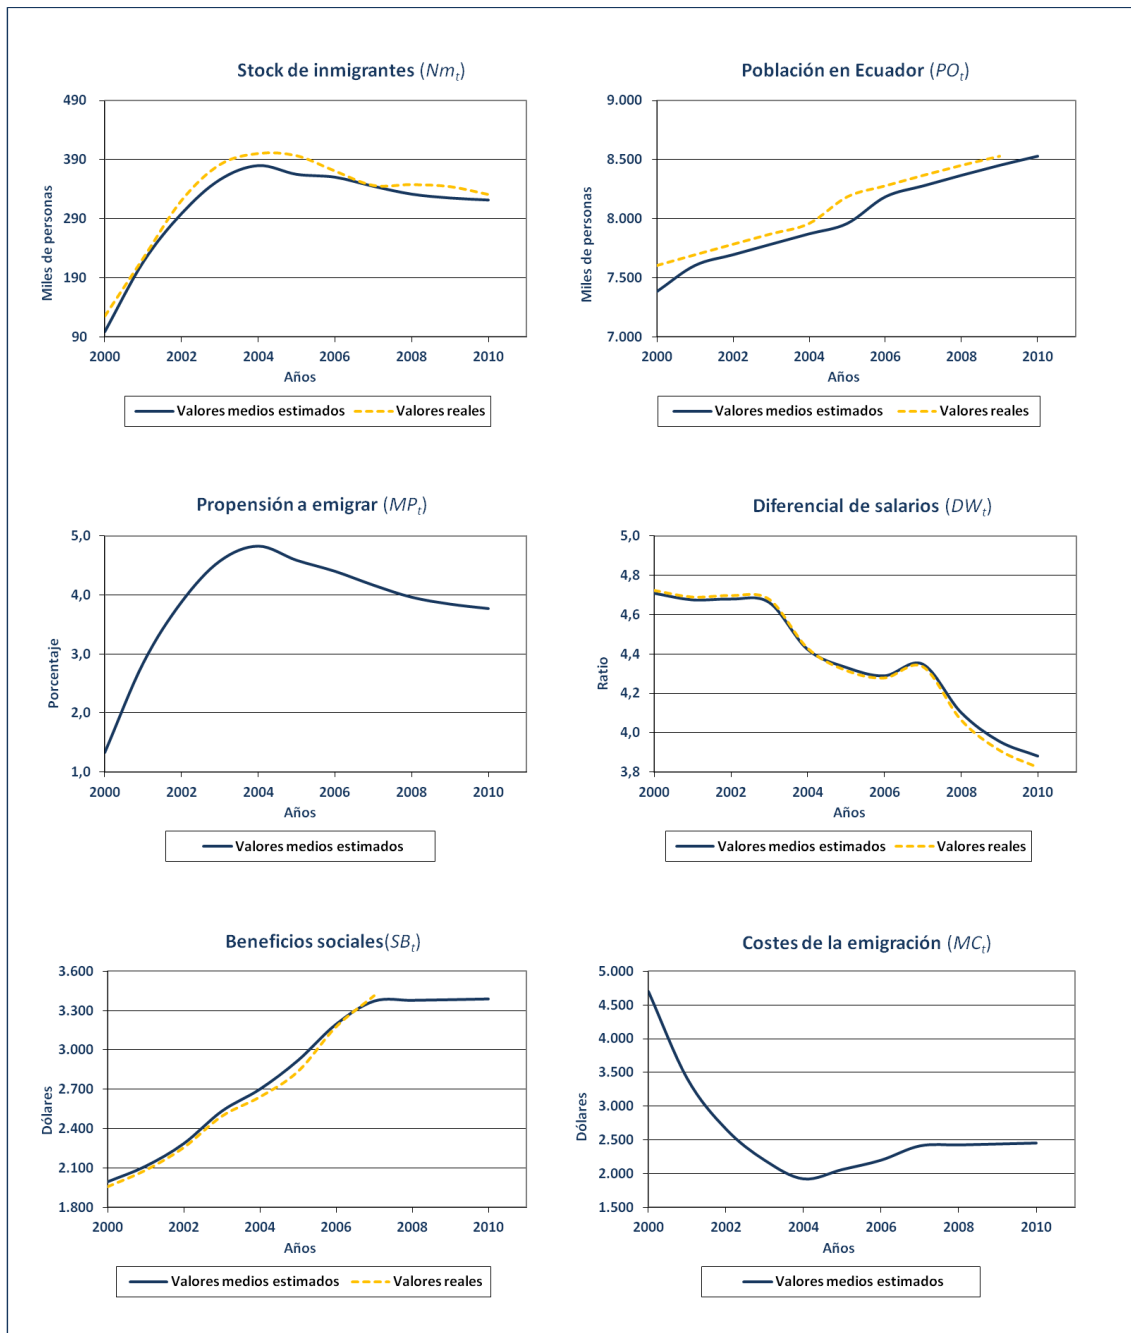 Stock de inmigrantes (Nmt)
490
390
290
190
90
Miles de personas
2000 2002 2004 2006 2008 2010
Años
Valores medios estimados Valores reales
Población en Ecuador (POt)
9.000
8.500
8.000
7.500
7.000
Miles de personas
2000 2002 2004 2006 2008 2010
Años
Valores medios estimados Valores reales
Propensión a emigrar (MPt)
5,0
4,0
3,0
2,0
1,0
Porcentaje
2000 2002 2004 2006 2008 2010
Años
Valores medios estimados
Diferencial de salarios (DWt)
5,0
4,8
4,6
4,4
4,2
4,0
3,8
Ratio
2000 2002 2004 2006 2008 2010
Años
Valores medios estimados Valores reales
Beneficios sociales(SBt)
3.600
3.300
3.000
2.700
2.400
2.100
1.800
Dólares
2000 2002 2004 2006 2008 2010
Años
Valores medios estimados Valores reales
Costes de la emigración (MCt)
5.000
4.500
4.000
3.500
3.000
2.500
2.000
1.500
Dólares
2000 2002 2004 2006 2008 2010
Años
Valores medios estimados